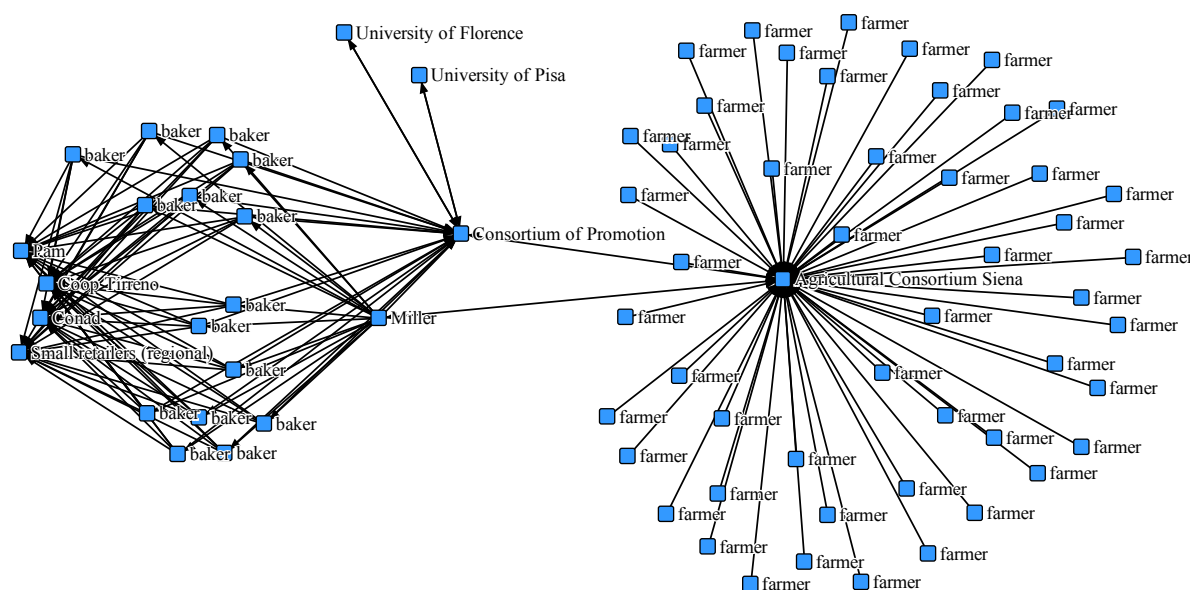 farmer
farmer
University of Florence
farmer
farmer
farmer
farmer
University of Pisa
farmer
farmer
farmer
farmer
farmer
baker
baker
farmer
farmer
baker
baker
farmer
farmer
farmer
farmer
baker
farmer
farmer
baker
baker
farmer
Consortium of Promotion
farmer
Pam
farmer
farmer
farmer
Agricultural Consortium Siena
Coop Tirreno
farmer
baker
Conad
Miller
farmer
farmer
baker
farmer
Small retailers (regional)
farmer
baker
farmer
farmer
farmer
baker
baker
farmer
farmer
farmer
baker
farmer
farmer
baker
baker
farmer
farmer
farmer
farmer
farmer
farmer
farmer
farmer
farmer
farmer
farmer
farmer
farmer